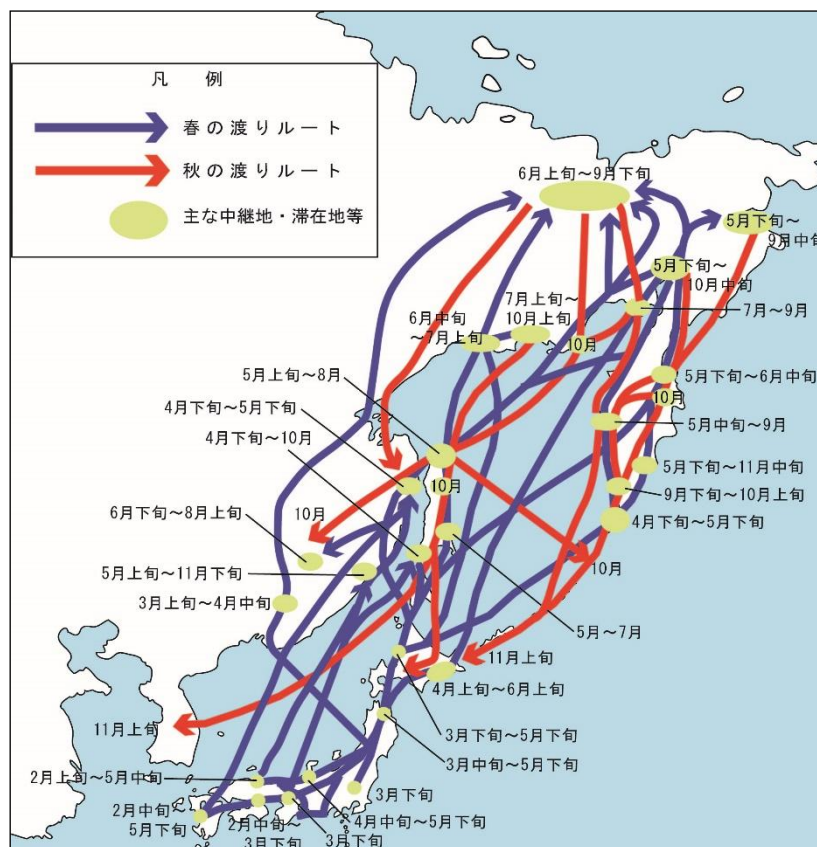 凡 例
春の渡りルート
秋の渡りルート
主な中継地・滞在地等
6月上旬～9月下旬
5月下旬～
9月中旬
5月下旬～
10月中旬
7月上旬～
10月上旬
7月～9月
6月中旬
～7月上旬
10月
5月上旬～8月
5月下旬～6月中旬
10月
4月下旬～5月下旬
5月中旬～9月
4月下旬～10月
5月下旬～11月中旬
10月
9月下旬～10月上旬
6月下旬～8月上旬
10月
4月下旬～5月下旬
5月上旬～11月下旬
10月
3月上旬～4月中旬
5月～7月
11月上旬
4月上旬～6月上旬
11月上旬
3月下旬～5月下旬
3月中旬～5月下旬
2月上旬～5月中旬
3月下旬
2月中旬～
5月下旬
2月中旬～
3月下旬
4月中旬～5月下旬
3月下旬